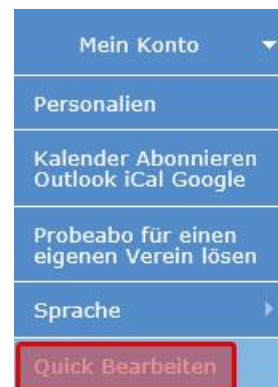 Mein Konto
Personalien
Kalender Abonnieren
Outlook iCal Google
Probeabo für einen
eigenen Verein lösen
Sprache
Quick Bearbeiten